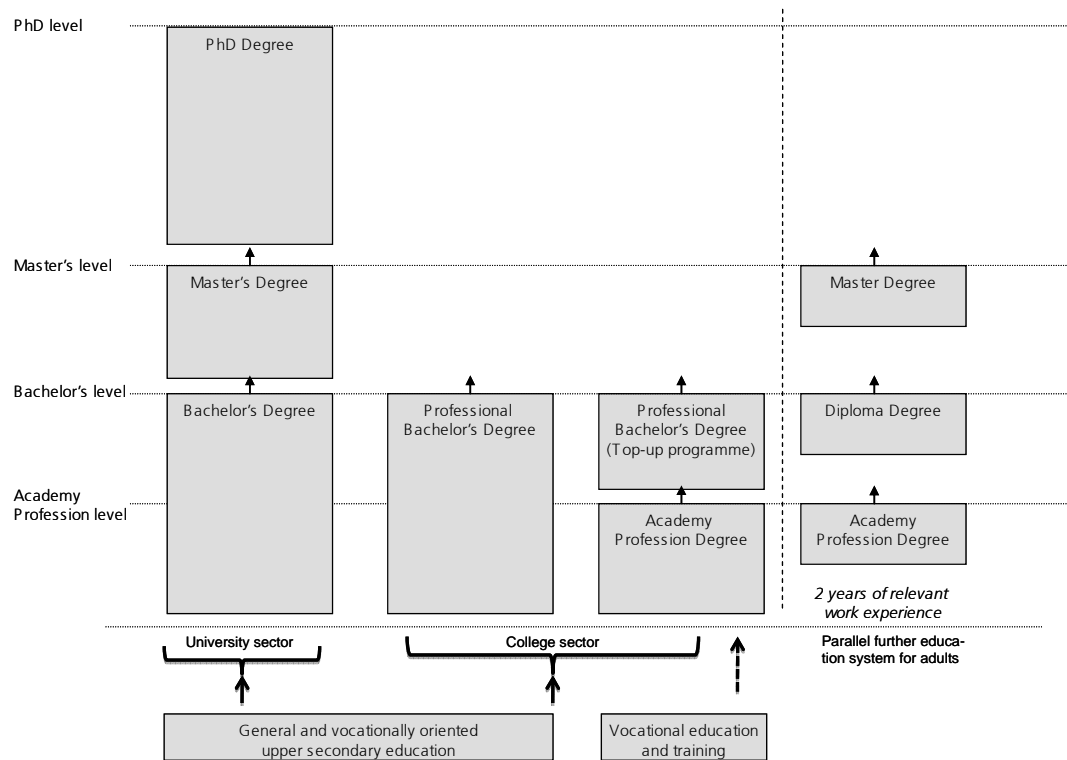 PhD level
PhD Degree
Master's level
Master's Degree
Master Degree
Bachelor's level
Bachelor's Degree
Professional
Bachelor's Degree
Professional
Bachelor's Degree
(Top-up programme)
Diploma Degree
Academy
Profession level
Academy
Profession Degree
Academy
Profession Degree
2 years of relevant
work experience
University sector
College sector
Parallel further educa-
tion system for adults
General and vocationally oriented
upper secondary education
Vocational education
and training